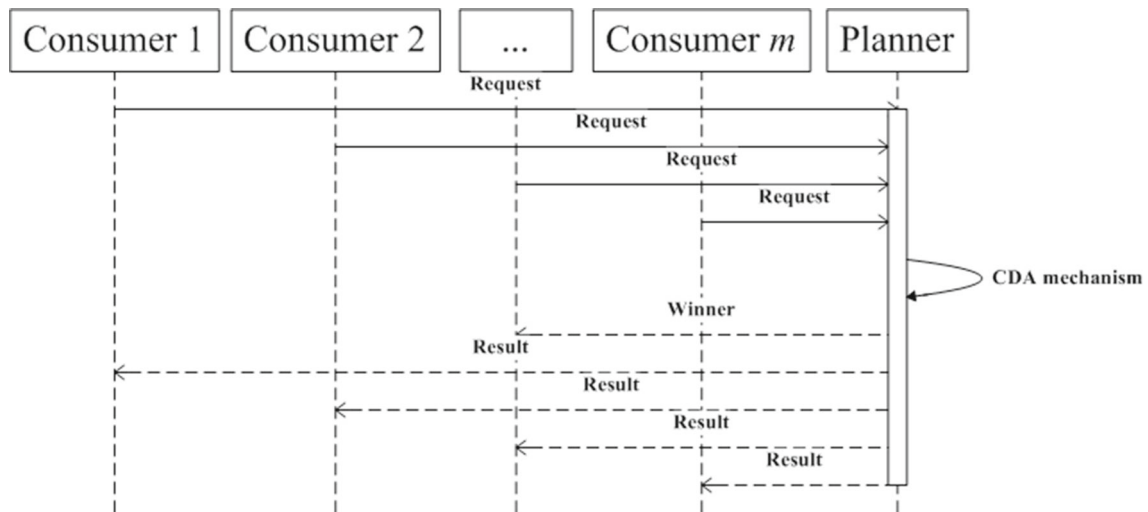 Consumer 1
Consumer 2
...
Consumer m
Planner
Request
Request
Request
Request
CDA mechanism
Winner
Result
Result
Result
Result